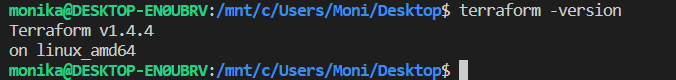 monika@DESKTOP-EN0UBRV:/mnt/c/Users/Moni/Desktop$ terraform -version
Terraform v1.4.4
on linux_amd64
monika@DESKTOP-EN0UBRV:/mnt/c/Users/Moni/Desktop$